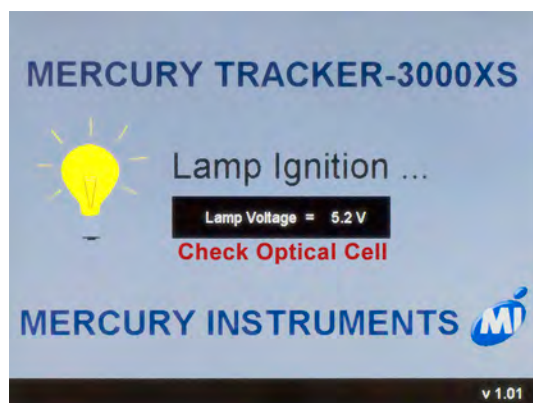 MERCURY TRACKER-3000XS
Lamp Ignition ...
Lamp Voltage = 5.2 V
Check Optical Cell
MERCURY INSTRUMENTS MI
v 1.01